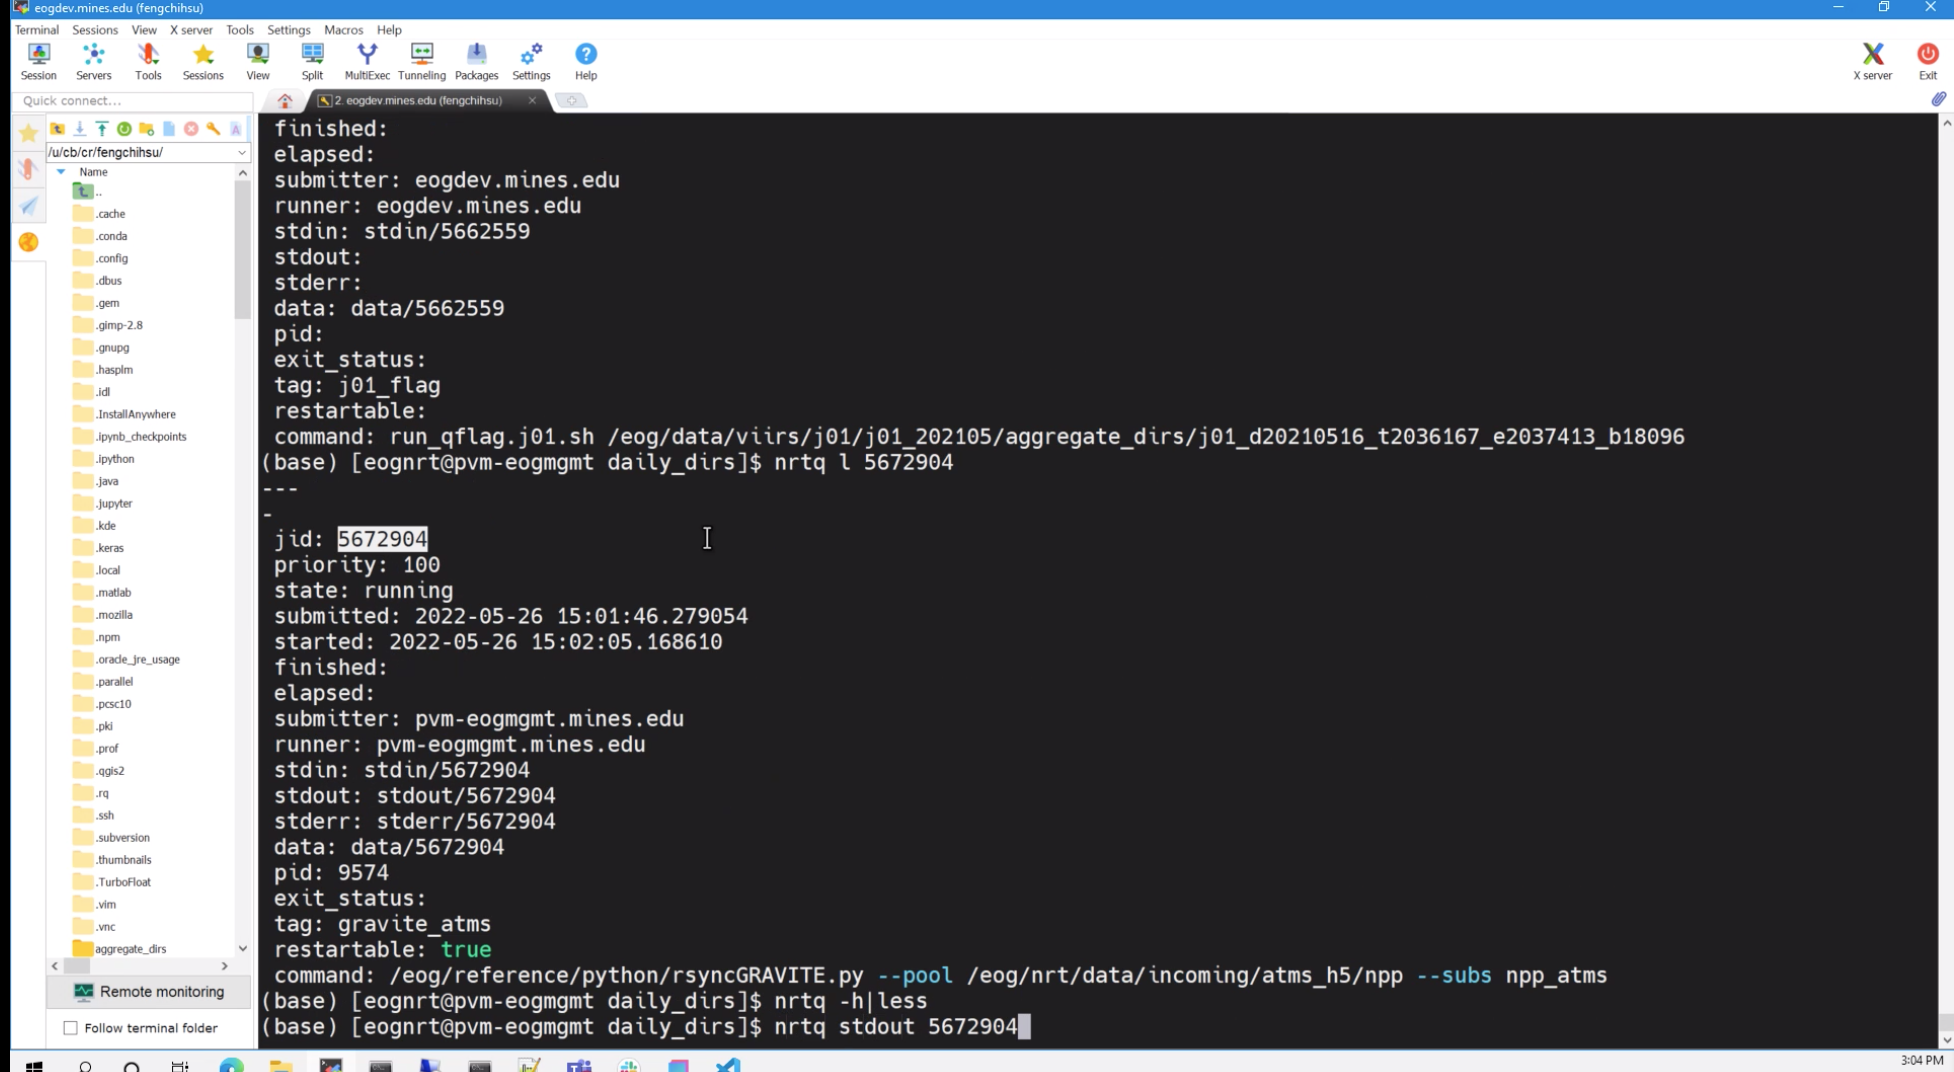 eogdev.mines.edu (fengchihsu)
Terminal Sessions View X server Tools Settings Macros Help
Session Servers Tools Sessions View Split MultiExec Tunneling Packages Settings Help X server Exit
Quick connect...
2. eogdev.mines.edu (fengchihsu)
/u/cb/cr/fengchihsu/
Name
..
.cache
.conda
.config
.dbus
.gem
.gimp-2.8
.gnupg
.hasplm
.idl
.InstallAnywhere
.ipynb_checkpoints
.ipython
.java
.jupyter
.kde
.keras
.local
.matlab
.mozilla
.npm
.oracle_jre_usage
.parallel
.pcsc10
.pki
.prof
.qgis2
.rq
.ssh
.subversion
.thumbnails
.TurboFloat
.vim
.vnc
aggregate_dirs
Remote monitoring
Follow terminal folder
finished:
elapsed:
submitter: eogdev.mines.edu
runner: eogdev.mines.edu
stdin: stdin/5662559
stdout:
stderr:
data: data/5662559
pid:
exit_status:
tag: j01_flag
restartable:
command: run_qflag.j01.sh /eog/data/viirs/j01/j01_202105/aggregate_dirs/j01_d20210516_t2036167_e2037413_b18096
(base) [eognrt@pvm-eogmgmt daily_dirs]$ nrtq l 5672904
---
-
jid: 5672904
priority: 100
state: running
submitted: 2022-05-26 15:01:46.279054
started: 2022-05-26 15:02:05.168610
finished:
elapsed:
submitter: pvm-eogmgmt.mines.edu
runner: pvm-eogmgmt.mines.edu
stdin: stdin/5672904
stdout: stdout/5672904
stderr: stderr/5672904
data: data/5672904
pid: 9574
exit_status:
tag: gravite_atms
restartable: true
command: /eog/reference/python/rsyncGRAVITE.py --pool /eog/nrt/data/incoming/atms_h5/npp --subs npp_atms
(base) [eognrt@pvm-eogmgmt daily_dirs]$ nrtq -h|less
(base) [eognrt@pvm-eogmgmt daily_dirs]$ nrtq stdout 5672904
3:04 PM